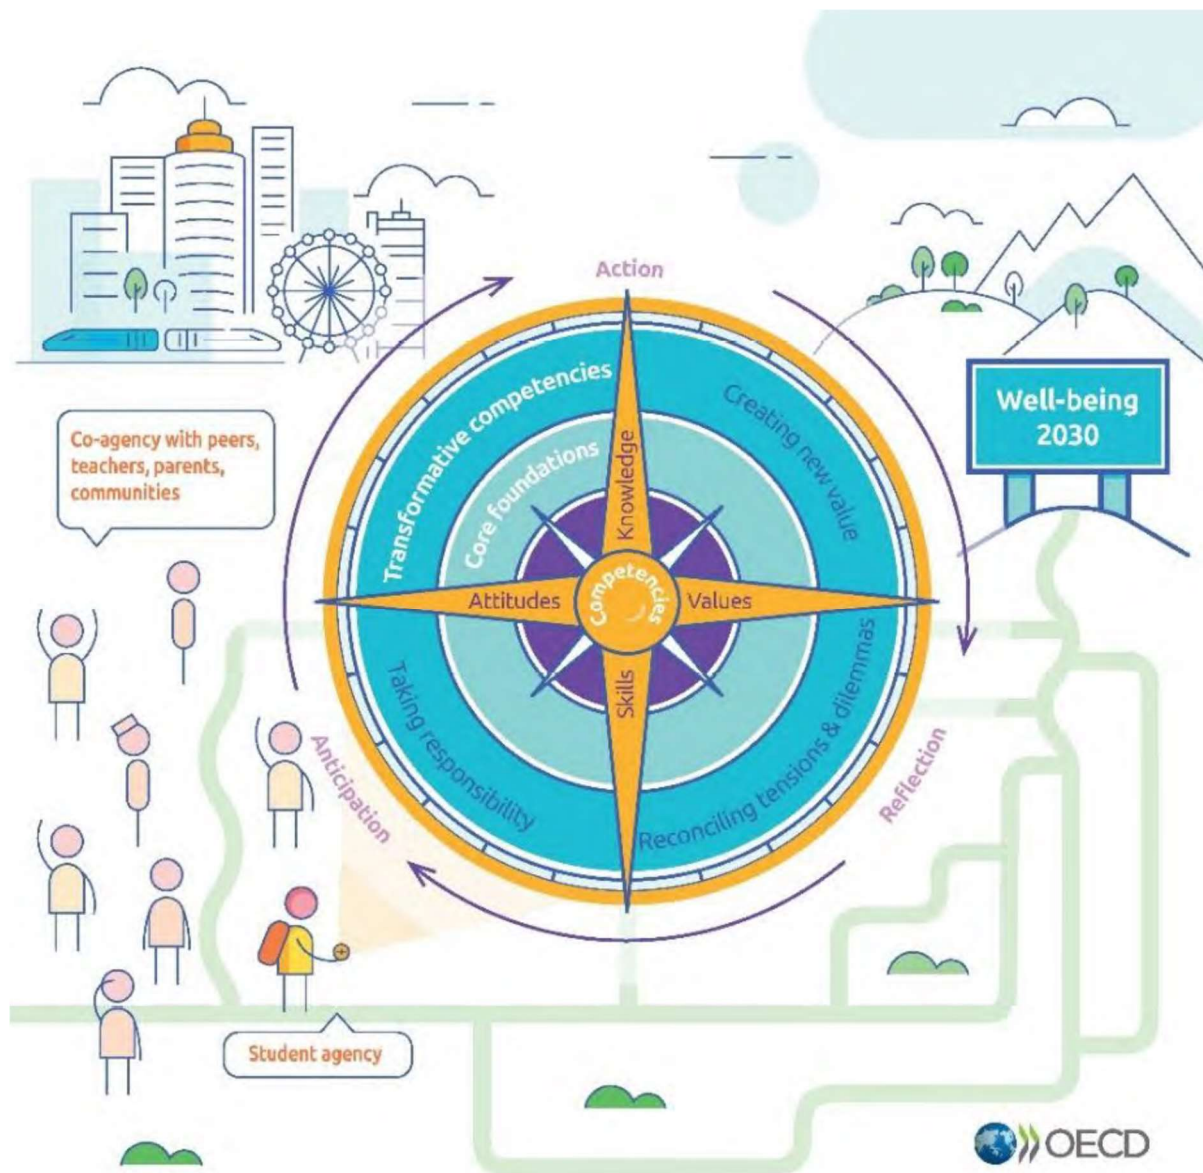 Action
Transformative competencies
Creating new value
Core foundations
Knowledge
Well-being
2030
Co-agency with peers,
teachers, parents,
communities
Attitudes
Competencies
Values
Skills
Taking responsibility
Reconciling tensions & dilemmas
Anticipation
Reflection
Student agency
OECD